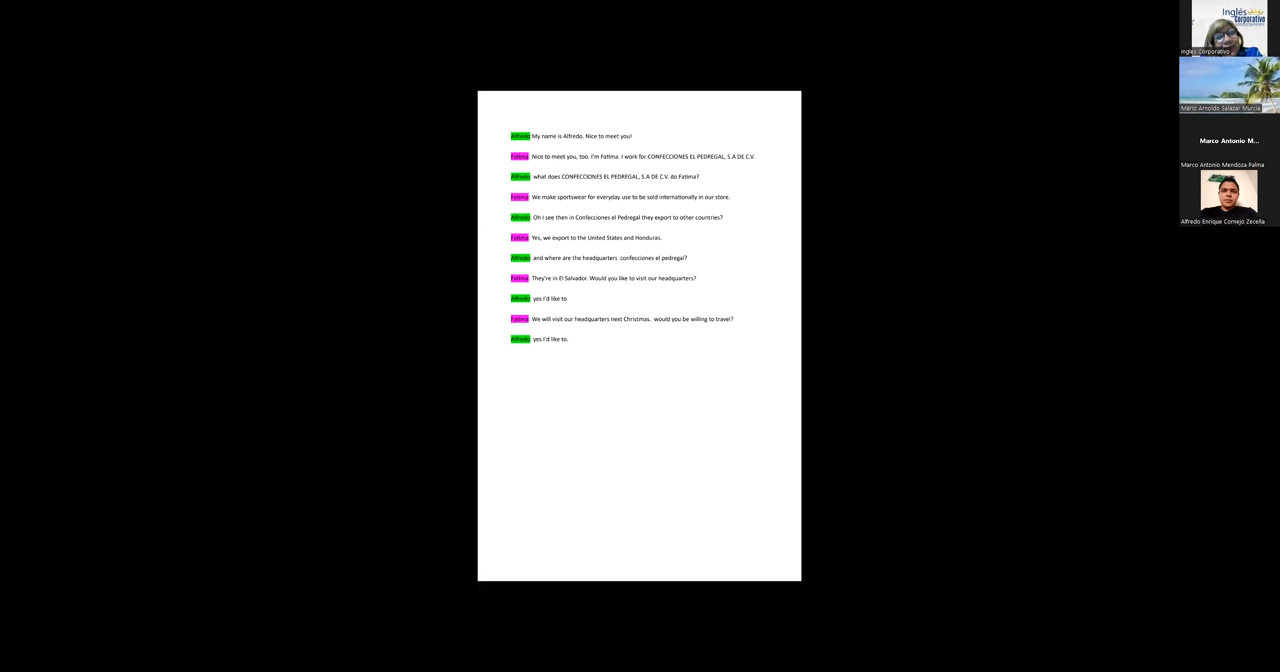 Alfredo: My name is Alfredo. Nice to meet you!
Fatima: Nice to meet you, too. I'm Fatima. I work for CONFECCIONES EL PEDREGAL, S.A DE C.V.
Alfredo: what does CONFECCIONES EL PEDREGAL, S.A DE C.V. do Fatima?
Fatima: We make sportswear for everyday use to be sold internationally in our store.
Alfredo: Oh I see then in Confecciones el Pedregal they export to other countries?
Fatima: Yes, we export to the United States and Honduras.
Alfredo: and where are the headquarters confecciones el pedregal?
Fatima: They're in El Salvador. Would you like to visit our headquarters?
Alfredo: yes I'd like to
Fatima: We will visit our headquarters next Christmas. would you be willing to travel?
Alfredo: yes I'd like to.
Inglés
Corporativo
Ingles Corporativo
Mario Arnoldo Salazar Murcia
Marco Antonio M...
Marco Antonio Mendoza Palma
Alfredo Enrique Cornejo Zeceña